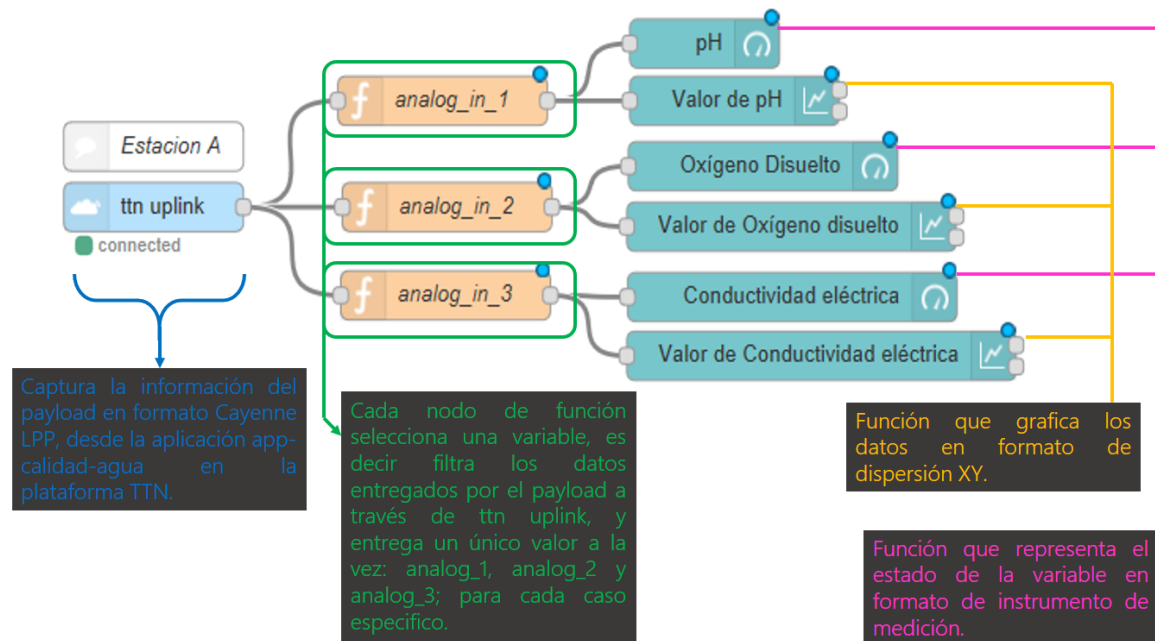 pH
analog_in_1
Valor de pH
Estacion A
Oxígeno Disuelto
ttn uplink
analog_in_2
Valor de Oxígeno disuelto
connected
analog_in_3
Conductividad eléctrica
Valor de Conductividad eléctrica
Captura la información del
payload en formato Cayenne
LPP, desde la aplicación app-
calidad-agua en la
plataforma TTN.
Cada nodo de función
selecciona una variable, es
decir filtra los datos
entregados por el payload a
través de ttn uplink, y
entrega un único valor a la
vez: analog_1, analog_2 y
analog_3; para cada caso
especifico.
Función que grafica los
datos en formato de
dispersión XY.
Función que representa el
estado de la variable en
formato de instrumento de
medición.